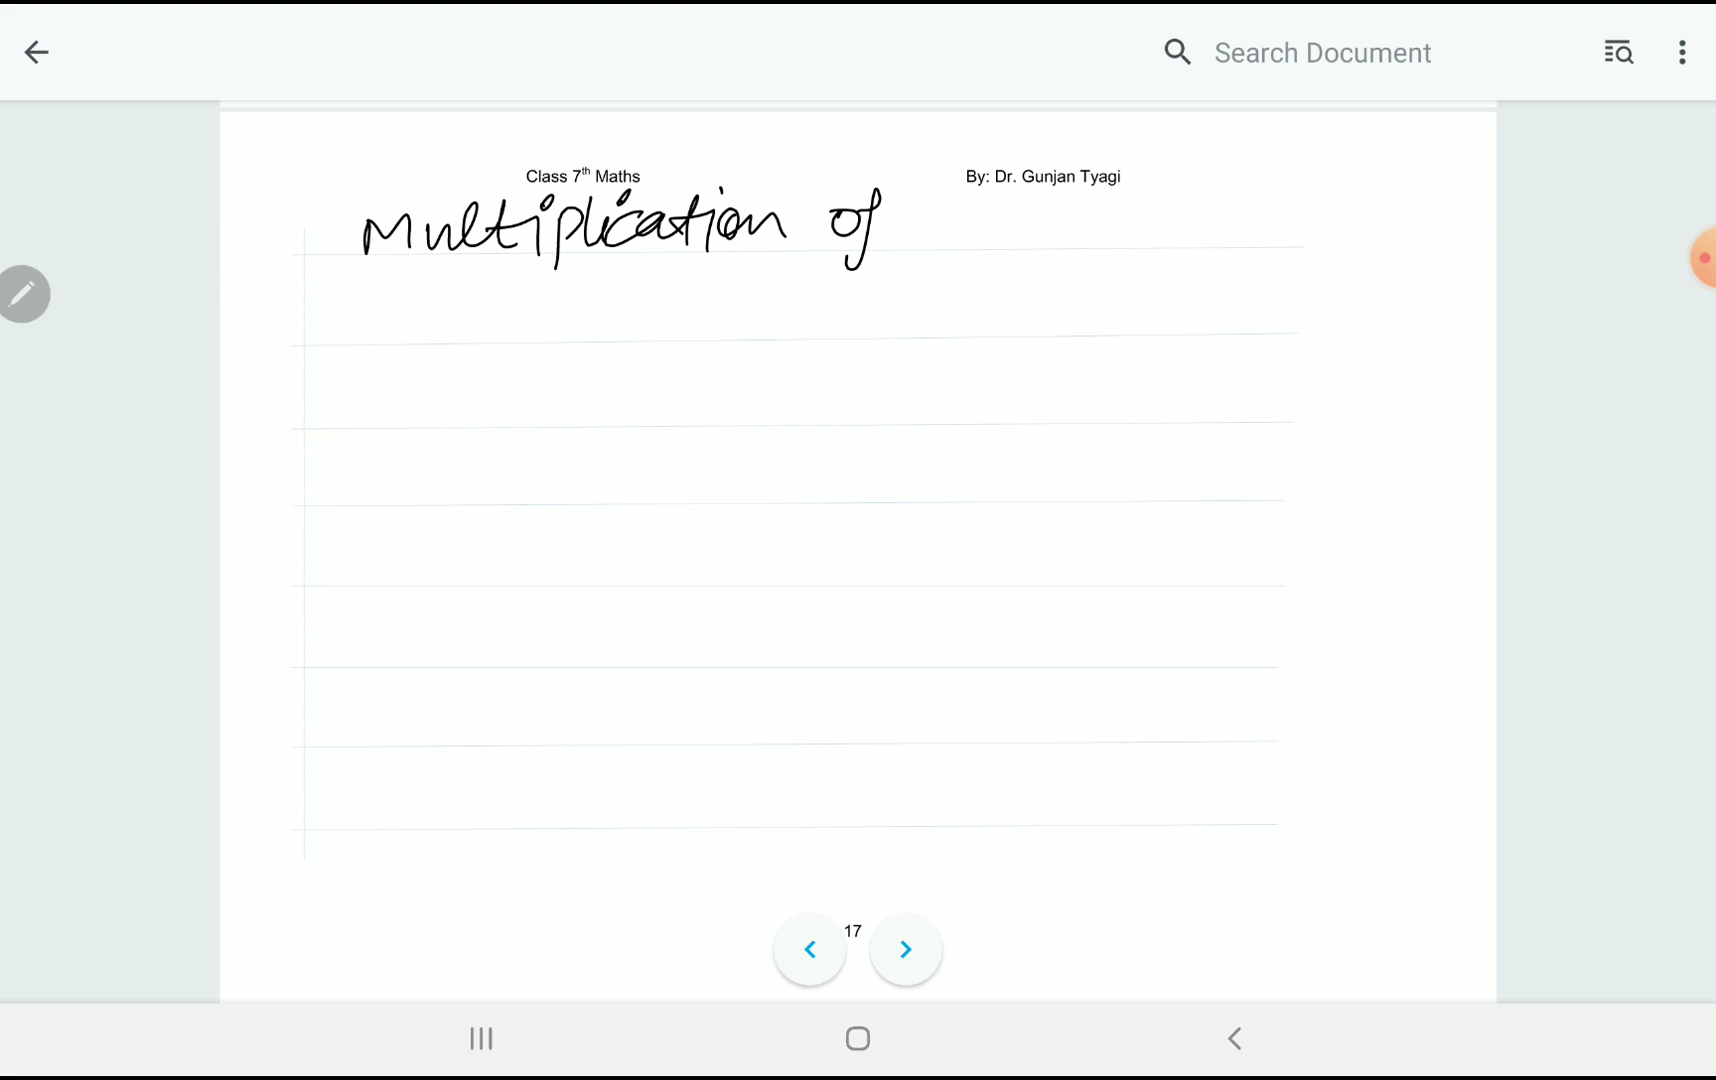 Search Document
Class 7th Maths By: Dr. Gunjan Tyagi
Multiplication of
17